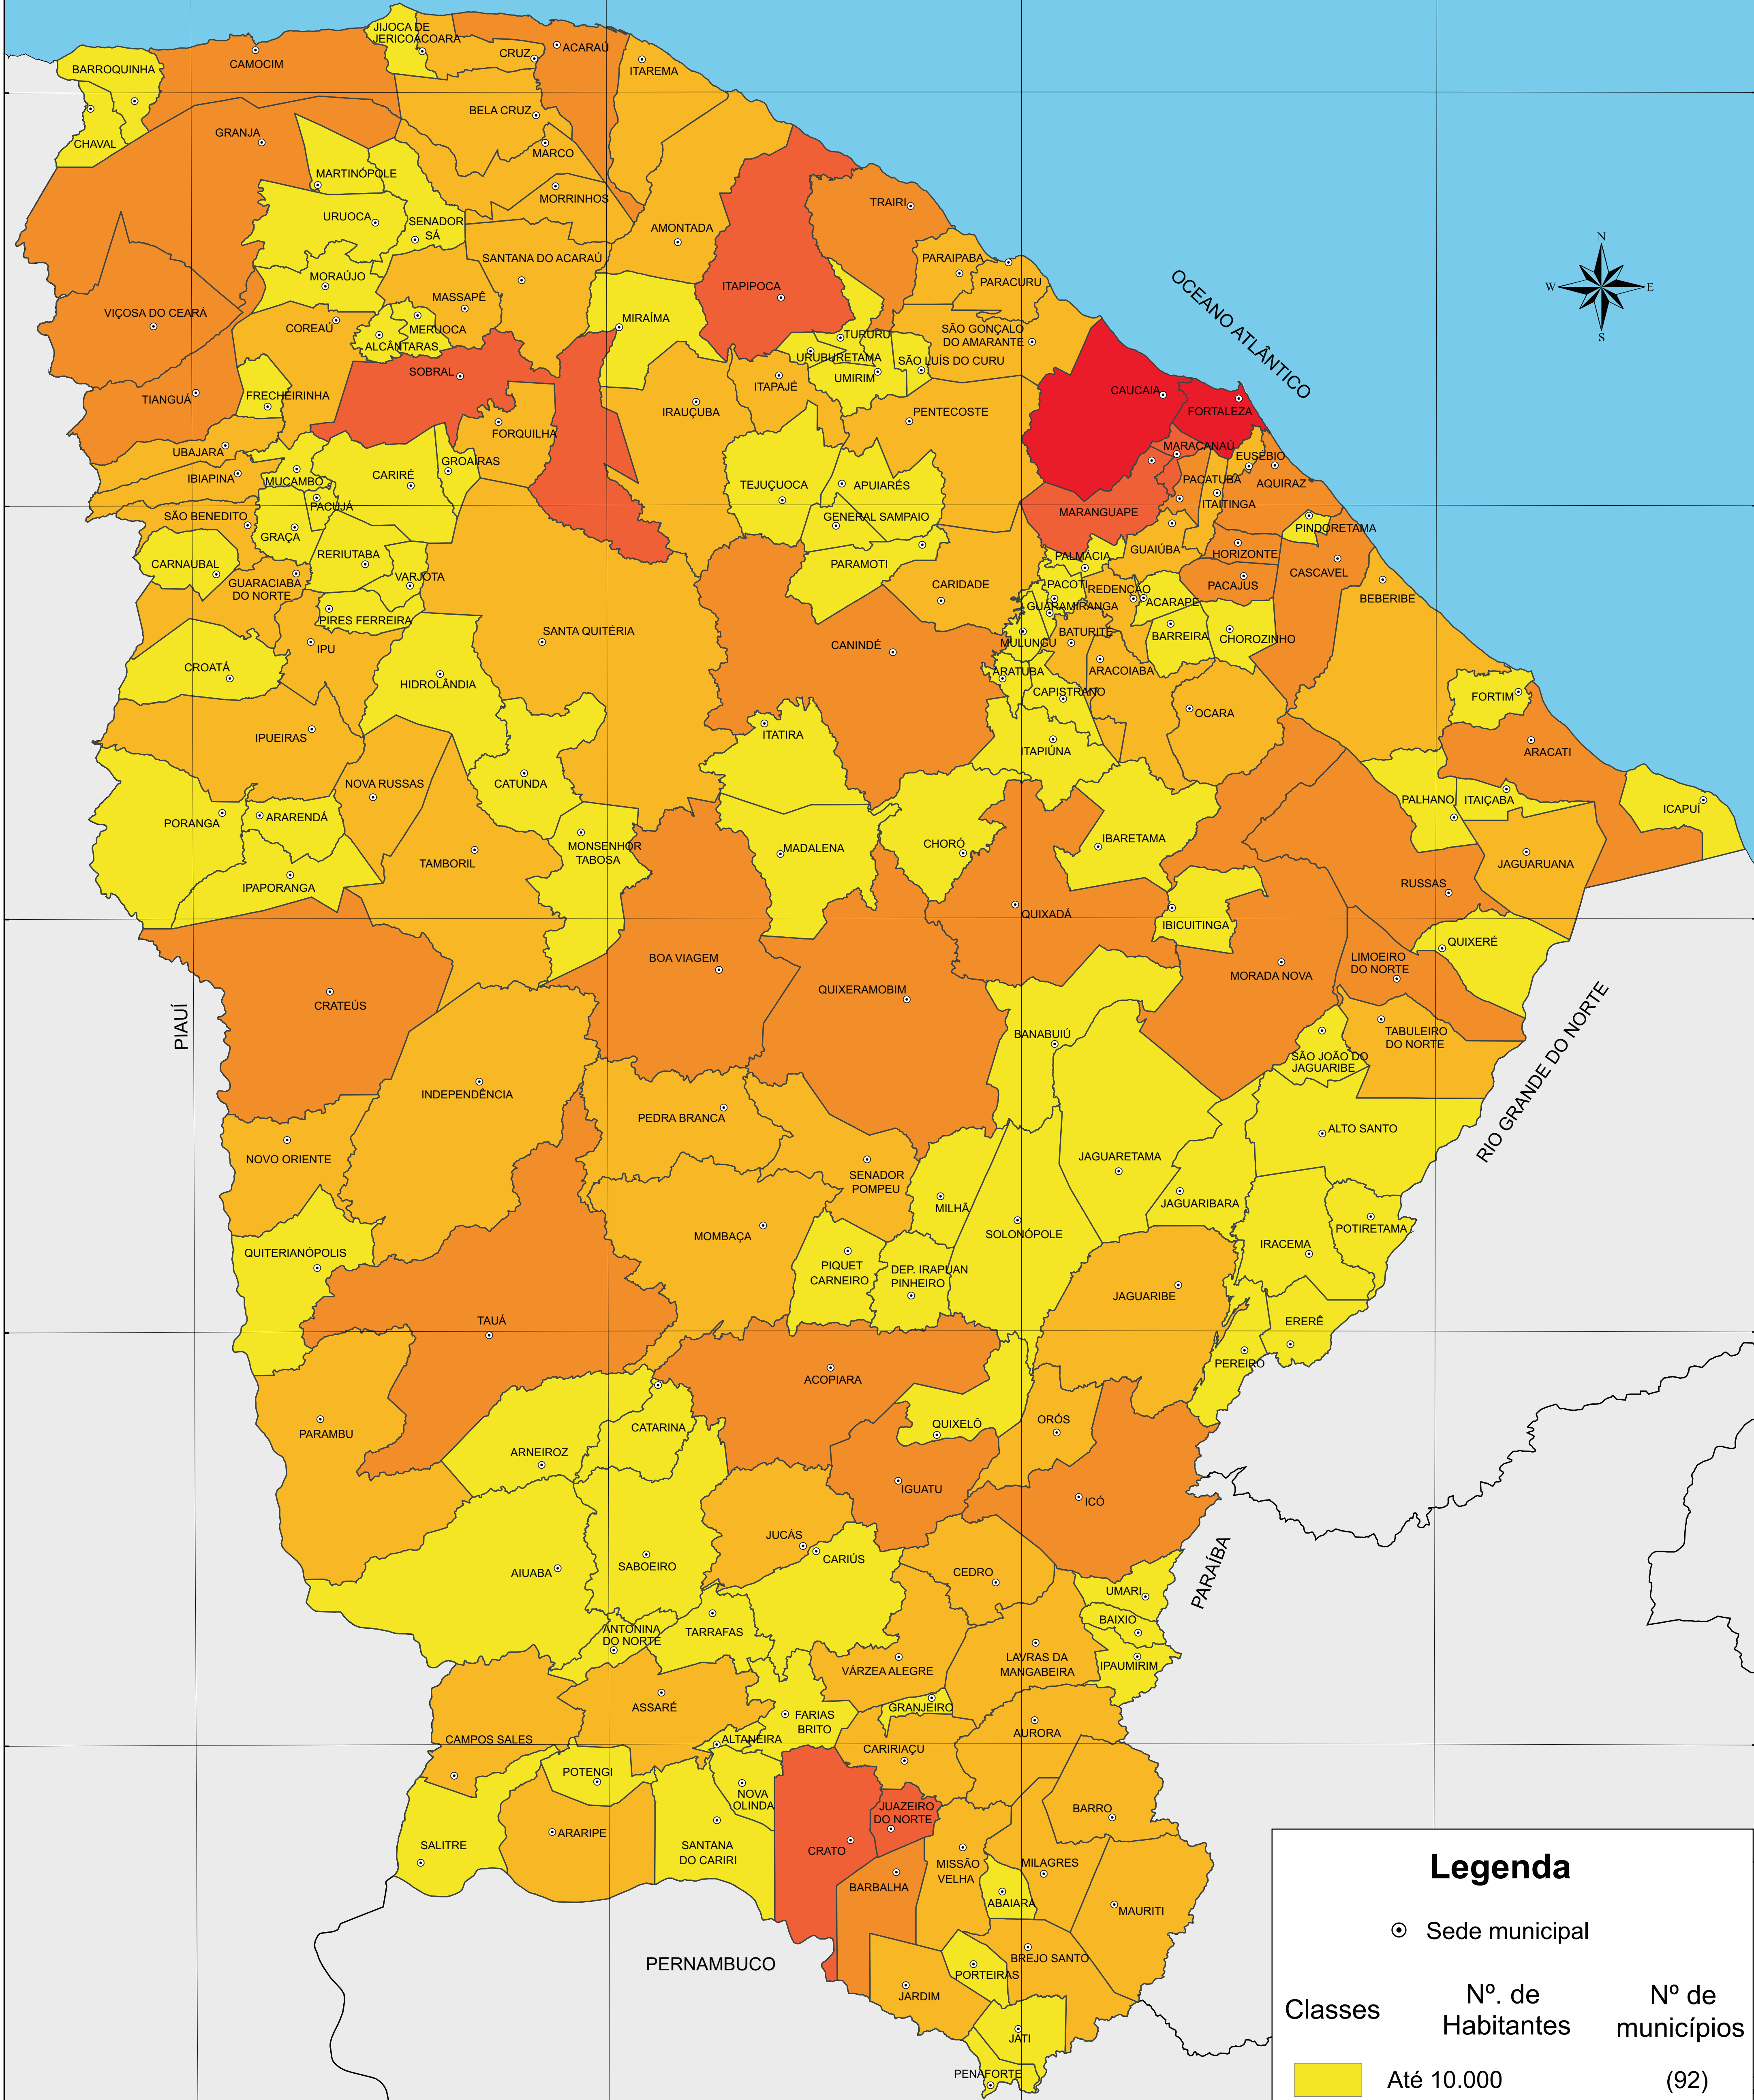 JIJOCA DE
JERICOACOARA
CRUZ
ACARAÚ
BARROQUINHA
CAMOCIM
ITAREMA
BELA CRUZ
CHAVAL
GRANJA
MARCO
MARTINÓPOLE
MORRINHOS
URUOCA
SENADOR
SÁ
AMONTADA
TRAIRI
SANTANA DO ACARAÚ
PARAIPABA
PARACURU
OCEANO ATLÂNTICO
N
W
E
S
MORAÚJO
ITAPIPOCA
MASSAPÊ
VIÇOSA DO CEARÁ
COREAÚ
MERUOCA
ALCÂNTARAS
MIRAÍMA
TURURU
SÃO GONÇALO
DO AMARANTE
URUBURETAMA
SÃO LUÍS DO CURU
SOBRAL
UMIRIM
ITAPAJÉ
TIANGUÁ
FRECHEIRINHA
IRAUÇUBA
PENTECOSTE
CAUCAIA
FORTALEZA
FORQUILHA
UBAJARA
MARACANAÚ
EUSÉBIO
IBIAPINA
MUCAMBO
CARIRÉ
GROAÍRAS
TEJUÇUOCA
APUIARÉS
PACATUBA
AQUIRAZ
ITAITINGA
PACUJÁ
SÃO BENEDITO
GENERAL SAMPAIO
MARANGUAPE
PINDORETAMA
GRAÇA
RERIUTABA
CARNAUBAL
PARAMOTI
PALMÁCIA
GUAIÚBA
HORIZONTE
GUARACIABA
DO NORTE
VARJOTA
CARIDADE
PACOTI
REDENÇÃO
PACAJUS
CASCAVEL
BEBERIBE
PIRES FERREIRA
GUARAMIRANGA
ACARAPE
IPU
SANTA QUITÉRIA
CANINDÉ
MULUNGU
BATURITÉ
BARREIRA
CHOROZINHO
CROATÁ
HIDROLÂNDIA
ARATUBA
ARACOIABA
CAPISTRANO
FORTIM
OCARA
IPUEIRAS
ITATIRA
ITAPIÚNA
ARACATI
NOVA RUSSAS
CATUNDA
PALHANO
ITAIÇABA
ICAPUÍ
PORANGA
ARARENDÁ
MONSENHOR
TABOSA
MADALENA
CHORÓ
IBARETAMA
TAMBORIL
JAGUARUANA
IPAPORANGA
RUSSAS
QUIXADÁ
IBICUITINGA
QUIXERÉ
BOA VIAGEM
MORADA NOVA
LIMOEIRO
DO NORTE
QUIXERAMOBIM
CRATEÚS
PIAUÍ
BANABUIÚ
TABULEIRO
DO NORTE
SÃO JOÃO DO
JAGUARIBE
RIO GRANDE DO NORTE
INDEPENDÊNCIA
PEDRA BRANCA
ALTO SANTO
NOVO ORIENTE
SENADOR
POMPEU
JAGUARETAMA
JAGUARIBARA
MILHÃ
POTIRETAMA
QUITERIANÓPOLIS
MOMBAÇA
SOLONÓPOLE
IRACEMA
PIQUET
CARNEIRO
DEP. IRAPUAN
PINHEIRO
JAGUARIBE
TAUÁ
ERERÊ
PEREIRO
ACOPIARA
PARAMBU
CATARINA
QUIXELÔ
ORÓS
ARNEIROZ
IGUATU
ICÓ
JUCÁS
CARIÚS
AIUABA
SABOEIRO
CEDRO
UMARI
PARAÍBA
ANTONINA
DO NORTE
TARRAFAS
BAIXIO
VÁRZEA ALEGRE
LAVRAS DA
MANGABEIRA
IPAUMIRIM
ASSARÉ
FARIAS
BRITO
GRANJEIRO
AURORA
CAMPOS SALES
ALTANEIRA
CARIRIAÇU
POTENGI
NOVA
OLINDA
JUAZEIRO
DO NORTE
BARRO
SALITRE
ARARIPE
SANTANA
DO CARIRI
CRATO
MISSÃO
VELHA
MILAGRES
BARBALHA
ABAIARA
MAURITI
PERNAMBUCO
BREJO SANTO
PORTEIRAS
JARDIM
JATI
PENAFORTE
Legenda
Sede municipal
Classes
Nº. de
Habitantes
Nº de
municípios
Até 10.000
(92)